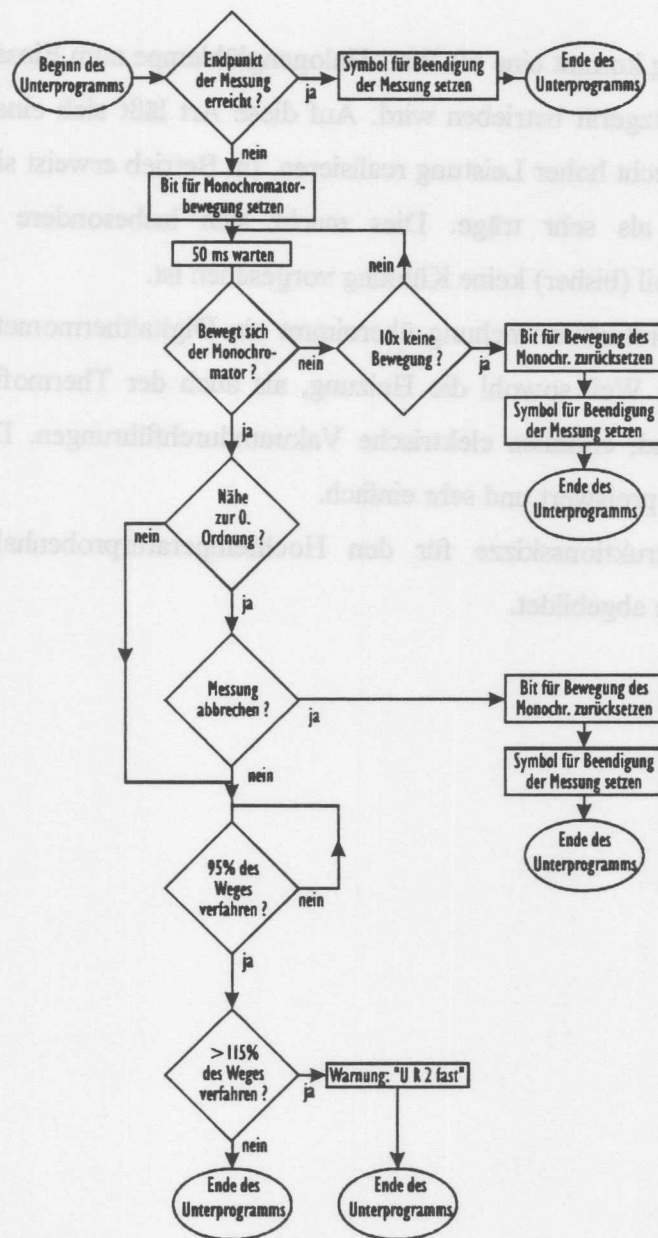 Beginn des
Unterprogramms
Endpunkt
der Messung
erreicht ?
ja
Symbol für Beendigung
der Messung setzen
Ende des
Unterprogramms
nein
Bit für Monochromator-
bewegung setzen
50 ms warten
nein
Bewegt sich
der Monochro-
mator ?
nein
10x keine
Bewegung ?
ja
Bit für Bewegung des
Monochr. zurücksetzen
Symbol für Beendigung
der Messung setzen
Ende des
Unterprogramms
ja
Nähe
zur 0.
Ordnung ?
nein
ja
Messung
abbrechen ?
ja
Bit für Bewegung des
Monochr. zurücksetzen
Symbol für Beendigung
der Messung setzen
Ende des
Unterprogramms
nein
95% des
Weges
verfahren ?
nein
ja
>115%
des Weges
verfahren ?
ja
Warnung: "U R 2 fast"
nein
Ende des
Unterprogramms
Ende des
Unterprogramms